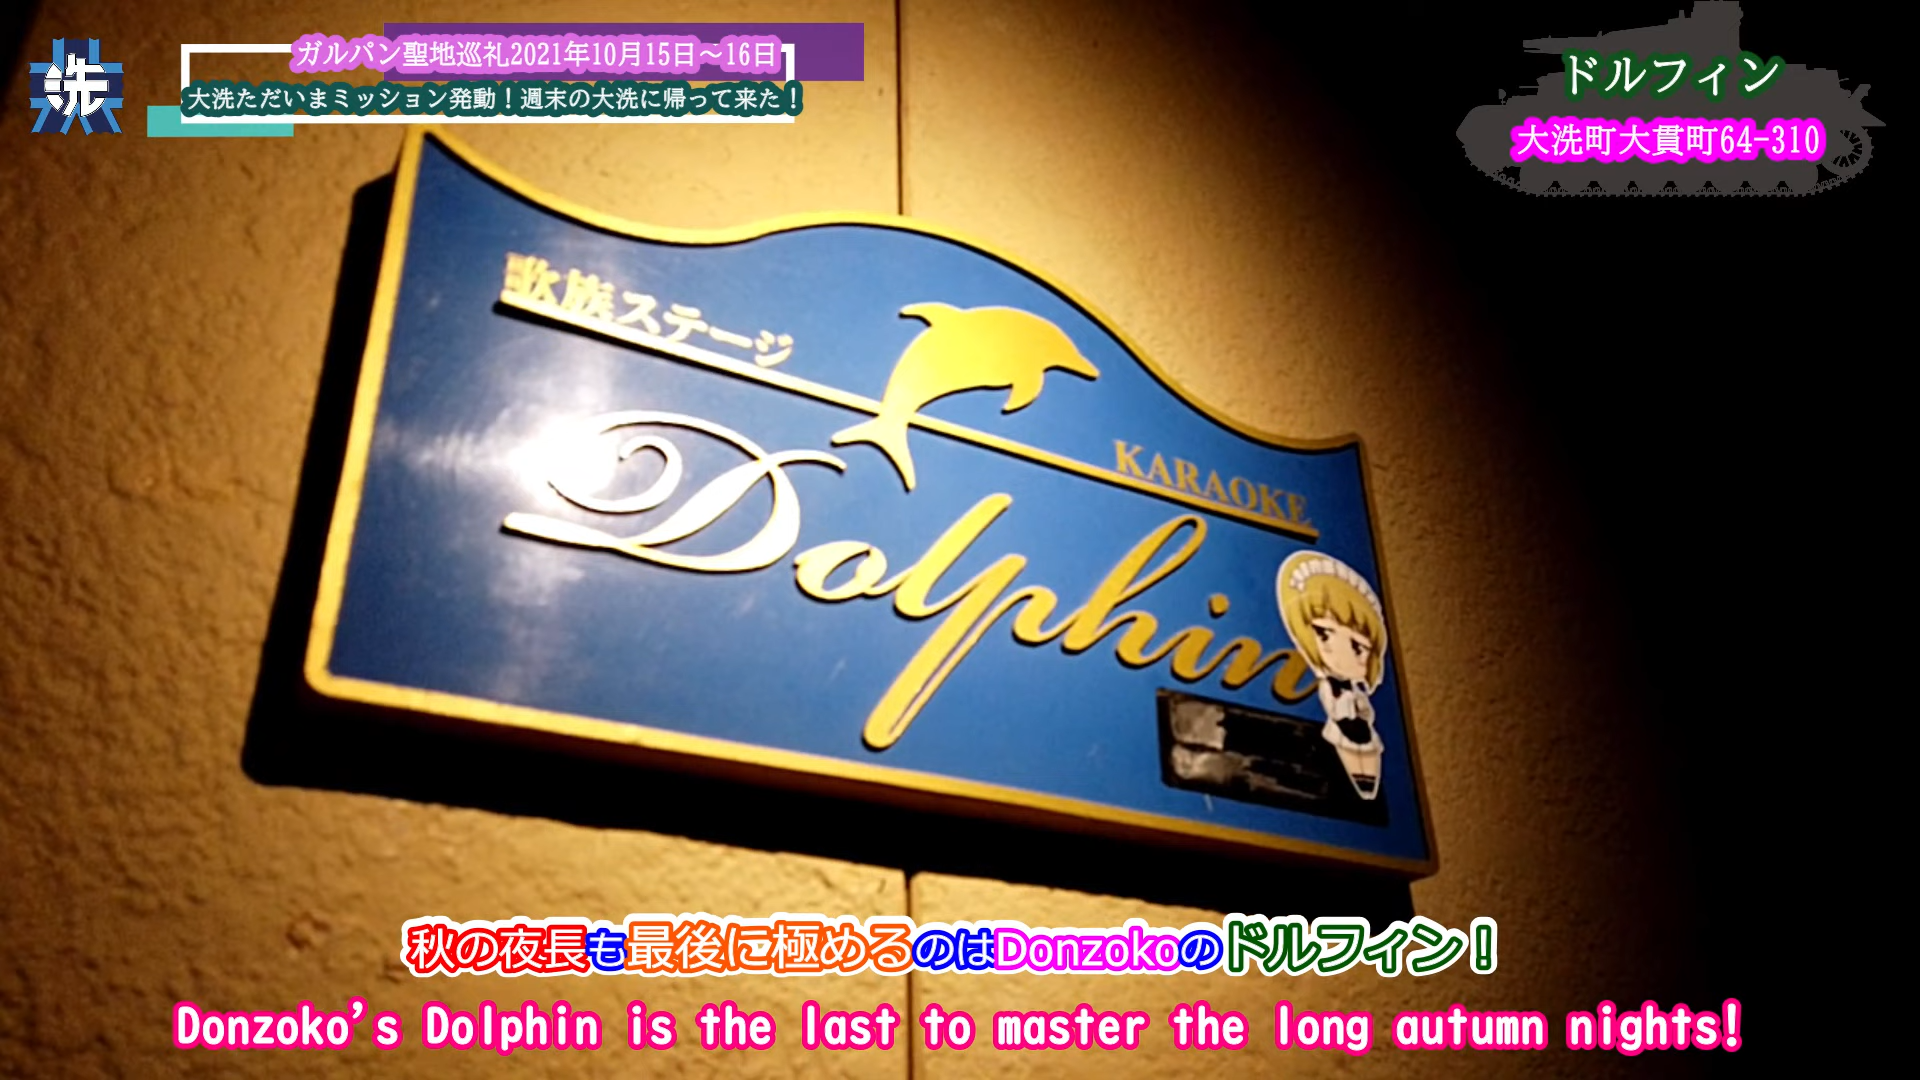 洗
ガルパン聖地巡礼2021年10月15日～16日
大洗ただいまミッション発動！週末の大洗に帰って来た！
ドルフィン
大洗町大貫町64-310
歌族ステージ
KARAOKE
Dolphin
秋の夜長も最後に極めるのはDonzokoのドルフィン！
Donzoko's Dolphin is the last to master the long autumn nights!